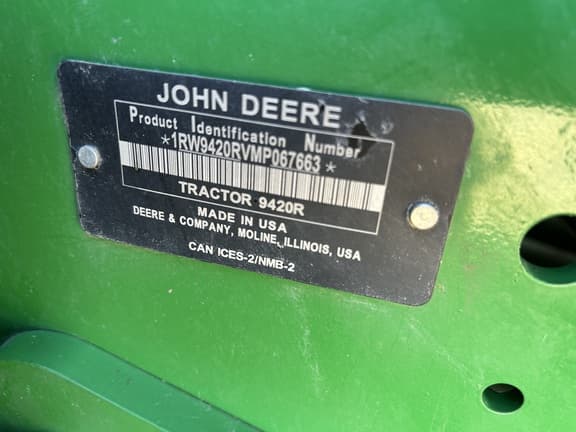 JOHN DEERE
Product Identification Number
*1RW9420RVMP067663*
TRACTOR 9420R
MADE IN USA
DEERE & COMPANY, MOLINE, ILLINOIS, USA
CAN ICES-2/NMB-2